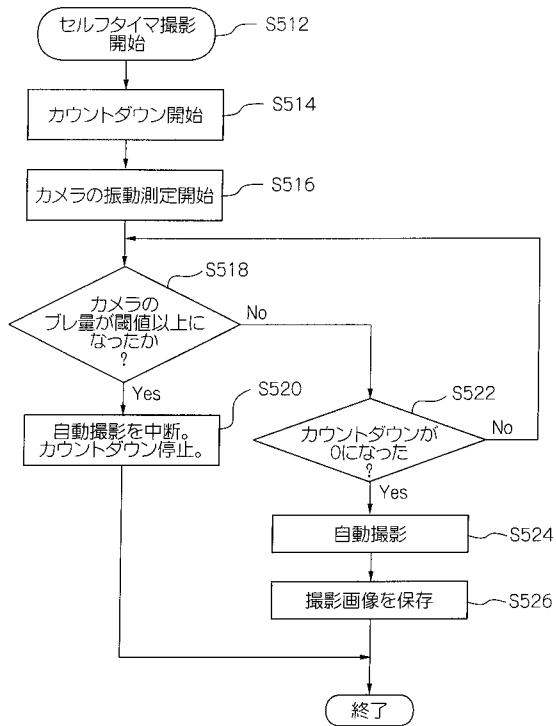 セルフタイマ撮影
開始
S512
カウントダウン開始
S514
カメラの振動測定開始
S516
S518
カメラの
ブレ量が閾値以上に
なったか
?
No
Yes
S520
自動撮影を中断。
カウントダウン停止。
S522
カウントダウンが
0になった
?
No
Yes
自動撮影
S524
撮影画像を保存
S526
終了